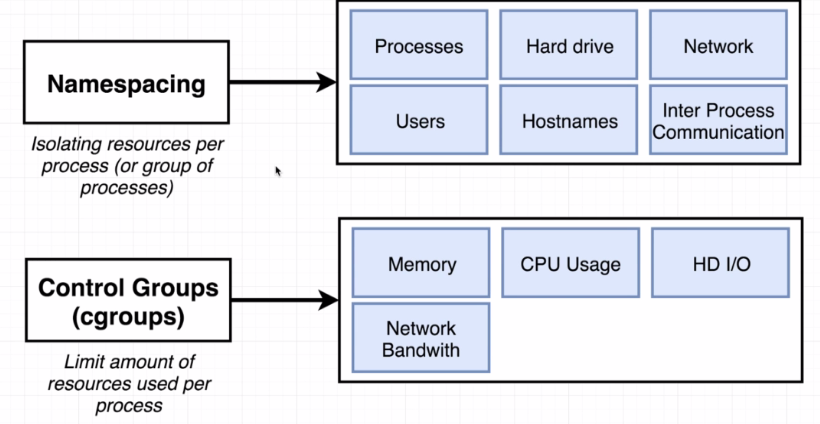 Namespacing
Isolating resources per
process (or group of
processes)
Processes
Hard drive
Network
Users
Hostnames
Inter Process
Communication
Control Groups
(cgroups)
Limit amount of
resources used per
process
Memory
CPU Usage
HD I/O
Network
Bandwith